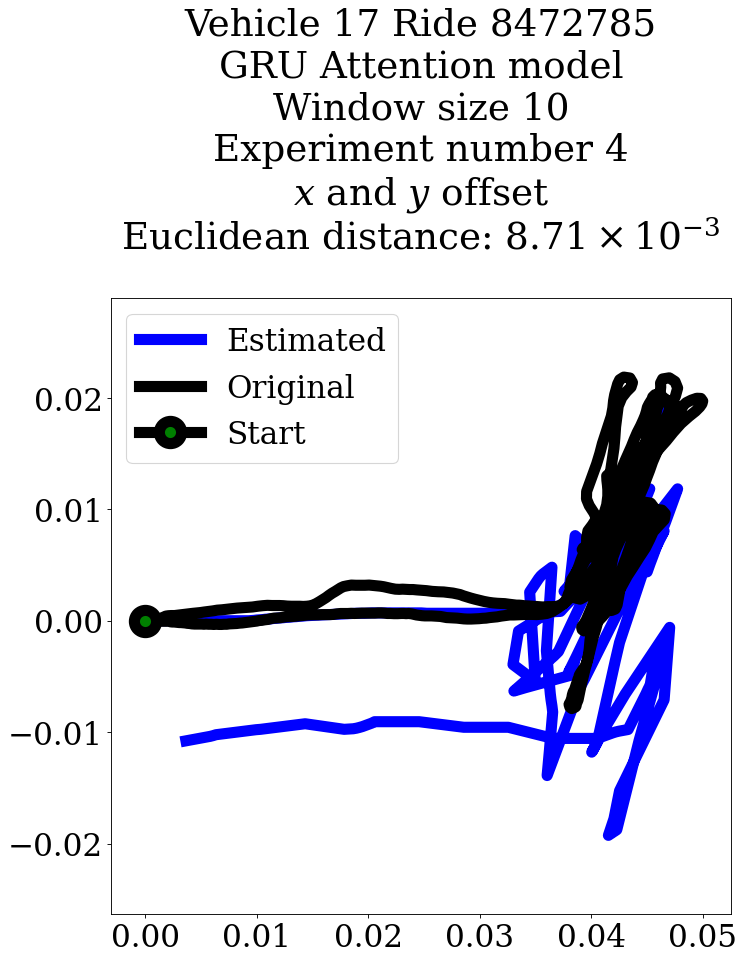 Vehicle 17 Ride 8472785
GRU Attention model
Window size 10
Experiment number 4
x and y offset
Euclidean distance: 8.71 × 10⁻³
Estimated
Original
Start
0.02
0.01
0.00
−0.01
−0.02
0.00 0.01 0.02 0.03 0.04 0.05